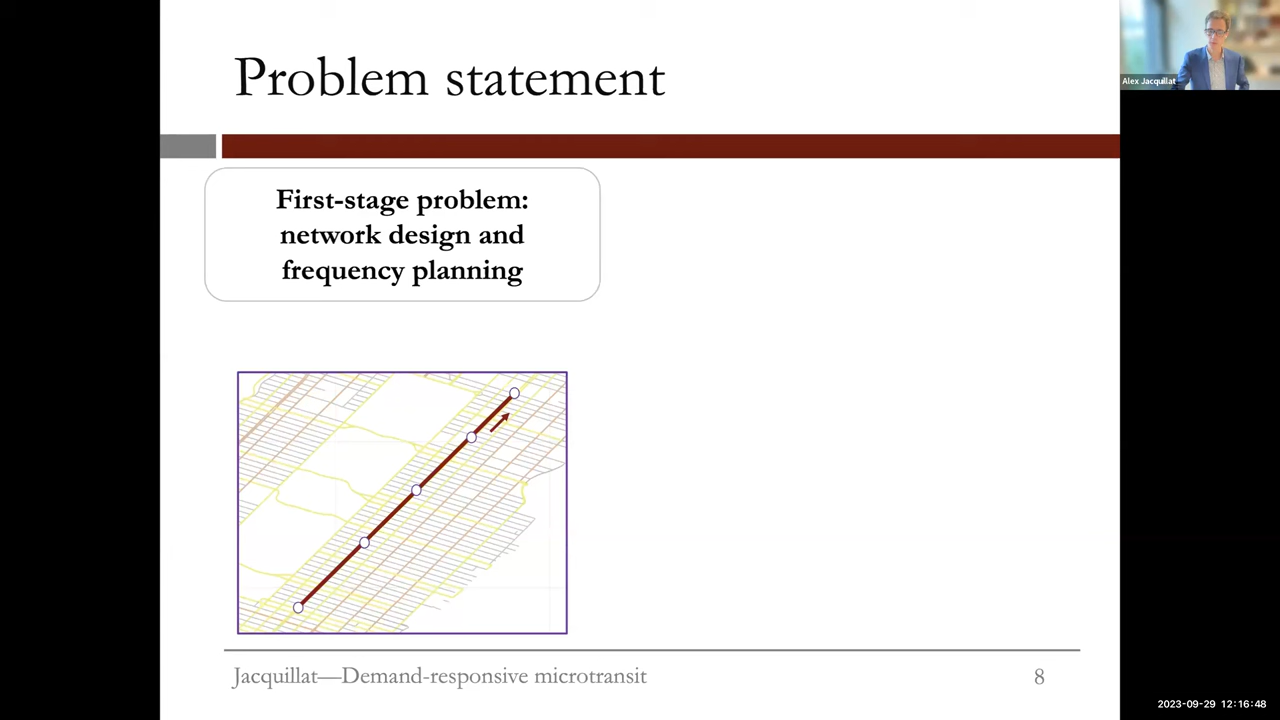 Problem statement
First-stage problem:
network design and
frequency planning
Jacquillat—Demand-responsive microtransit
8
Alex Jacquillat
2023-09-29 12:16:48